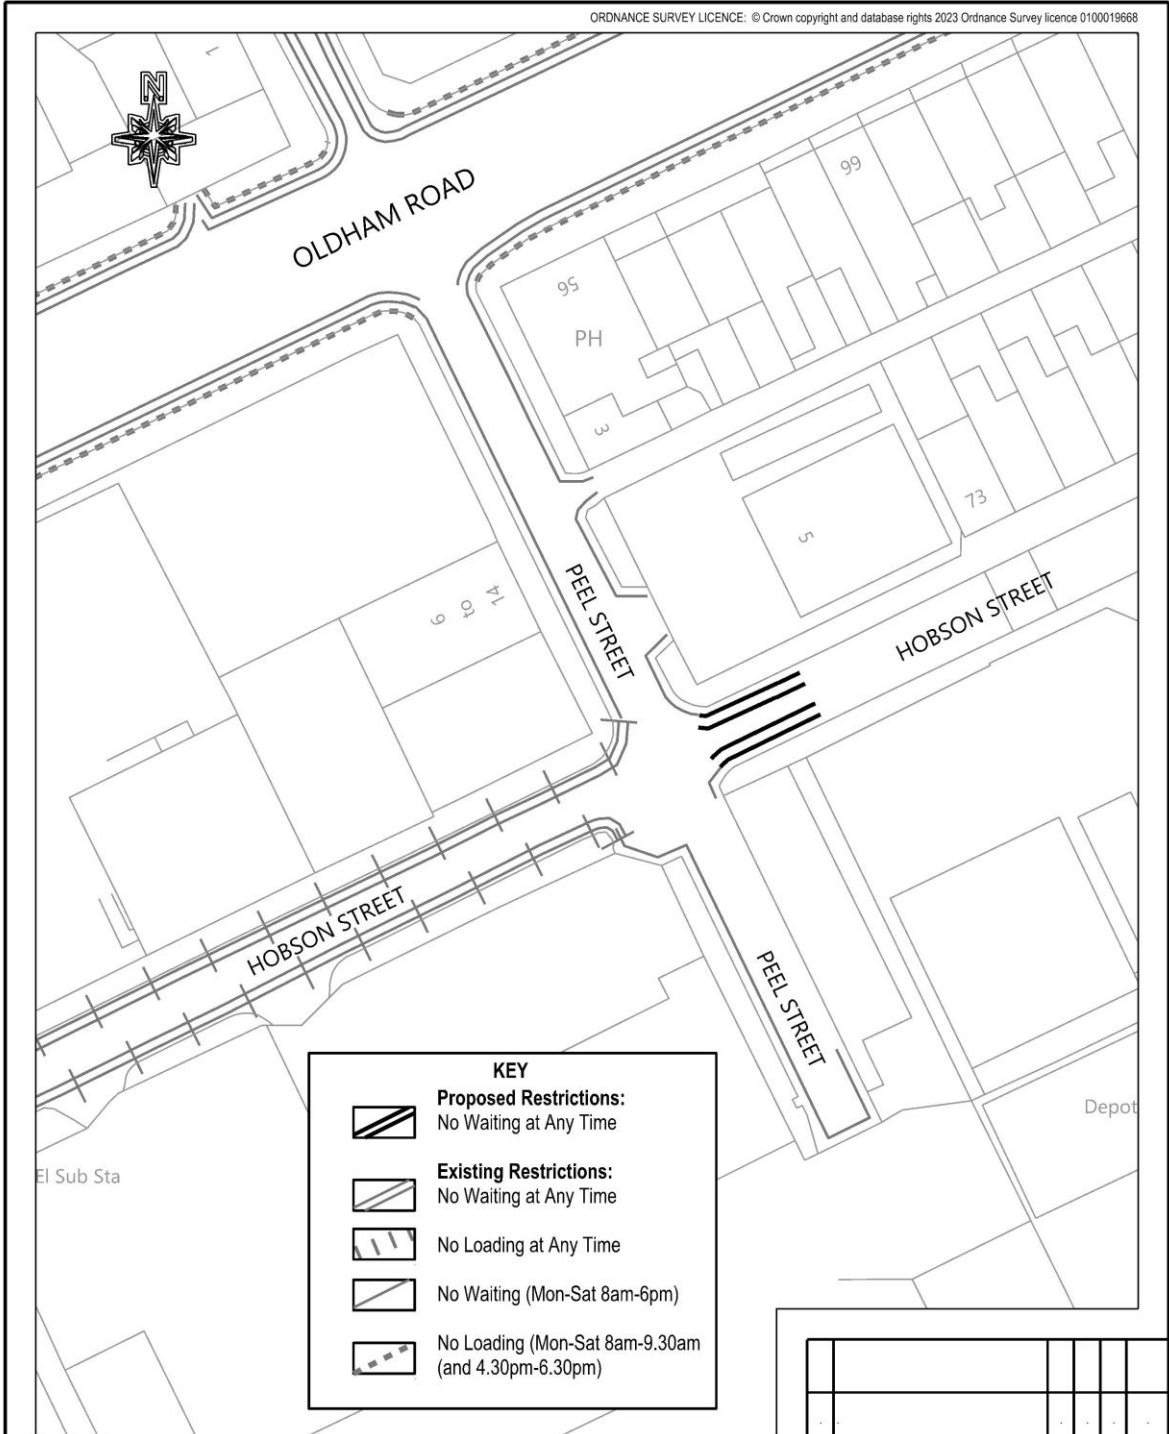 ORDNANCE SURVEY LICENCE: © Crown copyright and database rights 2023 Ordnance Survey licence 0100019668
1
N
OLDHAM ROAD
99
56
PH
3
5
73
PEEL STREET
14
to
9
HOBSON STREET
HOBSON STREET
PEEL STREET
Depot
El Sub Sta
KEY
Proposed Restrictions:
No Waiting at Any Time
Existing Restrictions:
No Waiting at Any Time
No Loading at Any Time
No Waiting (Mon-Sat 8am-6pm)
No Loading (Mon-Sat 8am-9.30am
(and 4.30pm-6.30pm)